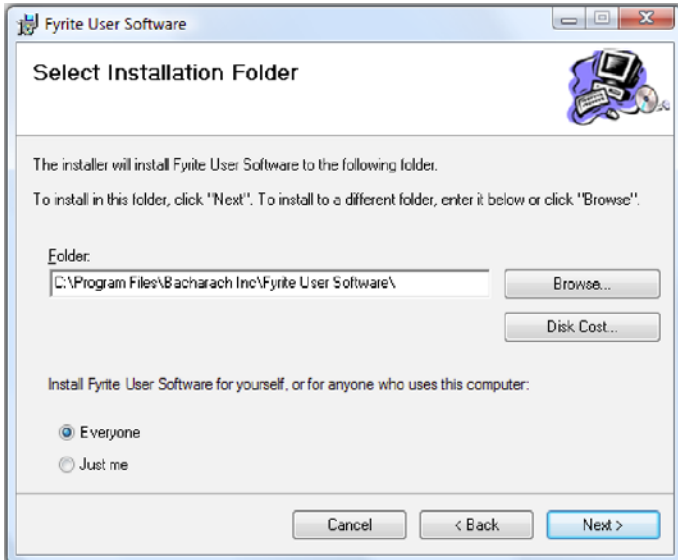 Fyrite User Software
Select Installation Folder
The installer will install Fyrite User Software to the following folder.
To install in this folder, click "Next". To install to a different folder, enter it below or click "Browse".
Folder:
C:\Program Files\Bacharach Inc\Fyrite User Software\
Browse...
Disk Cost...
Install Fyrite User Software for yourself, or for anyone who uses this computer:
Everyone
Just me
Cancel
< Back
Next >